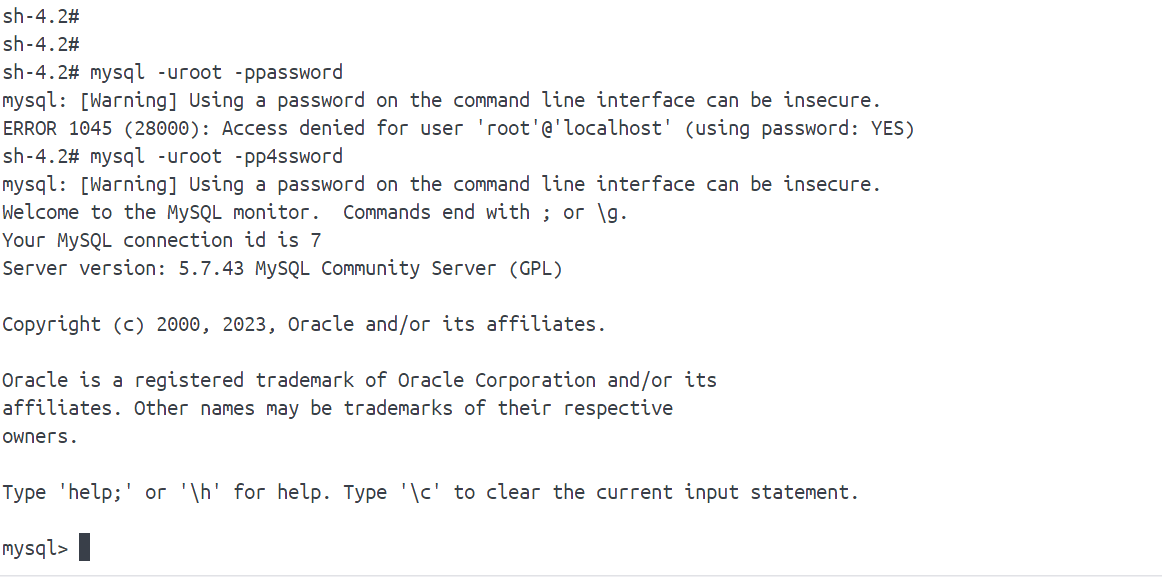 sh-4.2#
sh-4.2#
sh-4.2# mysql -uroot -ppassword
mysql: [Warning] Using a password on the command line interface can be insecure.
ERROR 1045 (28000): Access denied for user 'root'@'localhost' (using password: YES)
sh-4.2# mysql -uroot -pp4ssword
mysql: [Warning] Using a password on the command line interface can be insecure.
Welcome to the MySQL monitor.  Commands end with ; or \g.
Your MySQL connection id is 7
Server version: 5.7.43 MySQL Community Server (GPL)
Copyright (c) 2000, 2023, Oracle and/or its affiliates.
Oracle is a registered trademark of Oracle Corporation and/or its
affiliates. Other names may be trademarks of their respective
owners.
Type 'help;' or '\h' for help. Type '\c' to clear the current input statement.
mysql>